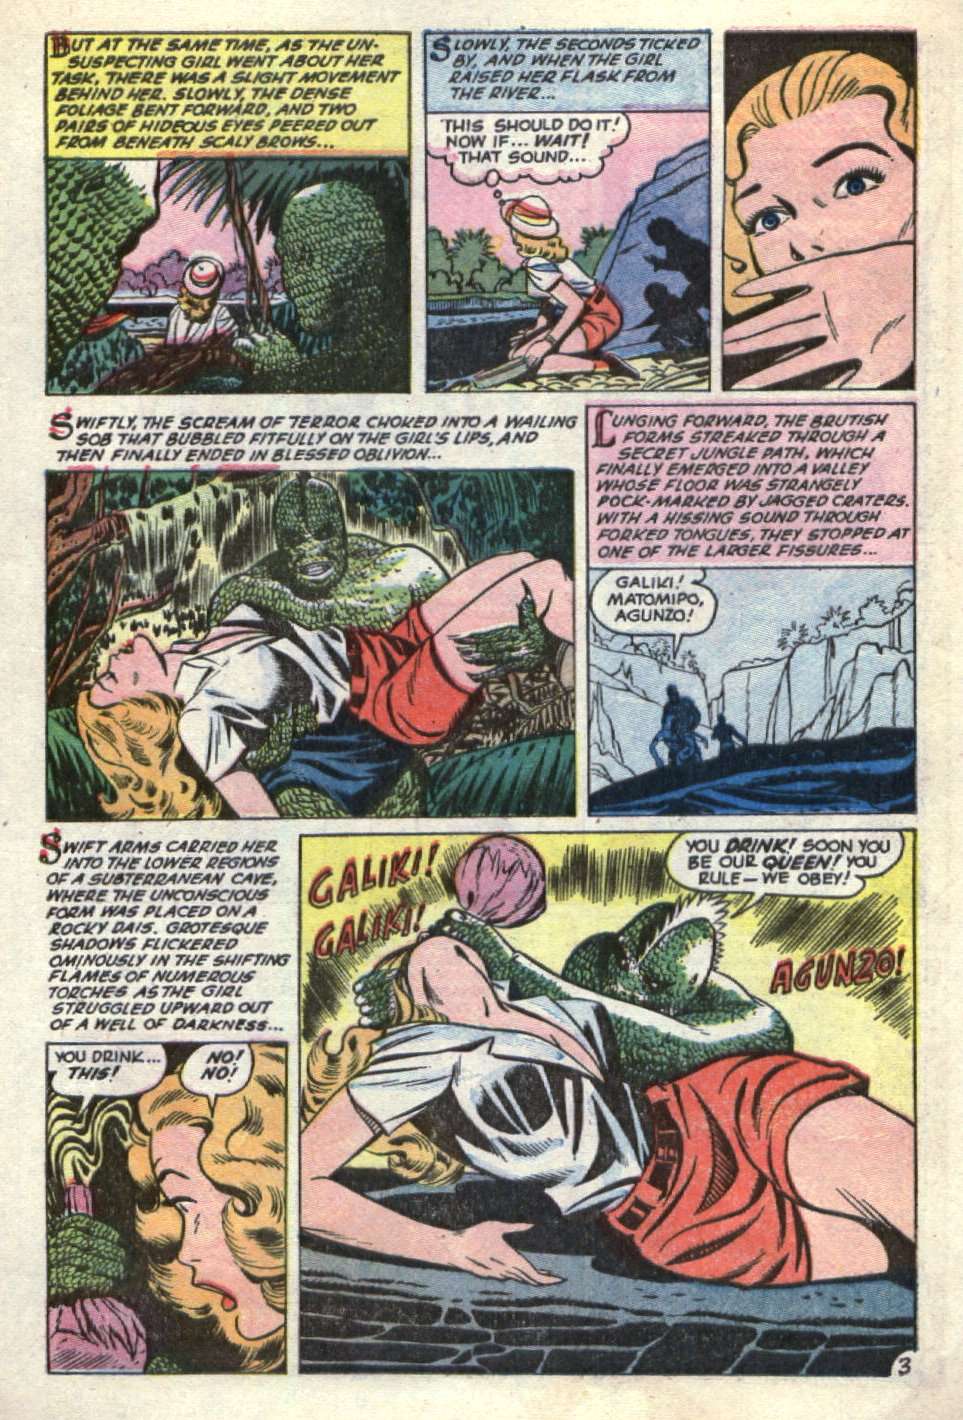 BUT AT THE SAME TIME, AS THE UN-
SUSPECTING GIRL WENT ABOUT HER
TASK, THERE WAS A SLIGHT MOVEMENT
BEHIND HER. SLOWLY, THE DENSE
FOLIAGE BENT FORWARD, AND TWO
PAIRS OF HIDEOUS EYES PEERED OUT
FROM BENEATH SCALY BROWS...
SLOWLY, THE SECONDS TICKED
BY, AND WHEN THE GIRL
RAISED HER FLASK FROM
THE RIVER...
THIS SHOULD DO IT!
NOW IF... WAIT!
THAT SOUND...
SWIFTLY, THE SCREAM OF TERROR CHOKED INTO A WAILING
SOB THAT BUBBLED FITFULLY ON THE GIRL'S LIPS, AND
THEN FINALLY ENDED IN BLESSED OBLIVION...
LUNGING FORWARD, THE BRUTISH
FORMS STREAKED THROUGH A
SECRET JUNGLE PATH, WHICH
FINALLY EMERGED INTO A VALLEY
WHOSE FLOOR WAS STRANGELY
POCK-MARKED BY JAGGED CRATERS.
WITH A HISSING SOUND THROUGH
FORKED TONGUES, THEY STOPPED AT
ONE OF THE LARGER FISSURES...
GALIKI!
MATOMIPO,
AGUNZO!
SWIFT ARMS CARRIED HER
INTO THE LOWER REGIONS
OF A SUBTERRANEAN CAVE,
WHERE THE UNCONSCIOUS
FORM WAS PLACED ON A
ROCKY DAIS. GROTESQUE
SHADOWS FLICKERED
OMINOUSLY IN THE SHIFTING
FLAMES OF NUMEROUS
TORCHES AS THE GIRL
STRUGGLED UPWARD OUT
OF A WELL OF DARKNESS...
YOU DRINK...
THIS!
NO!
NO!
GALIKI!
GALIKI!
YOU DRINK! SOON YOU
BE OUR QUEEN! YOU
RULE-- WE OBEY!
AGUNZO!
3